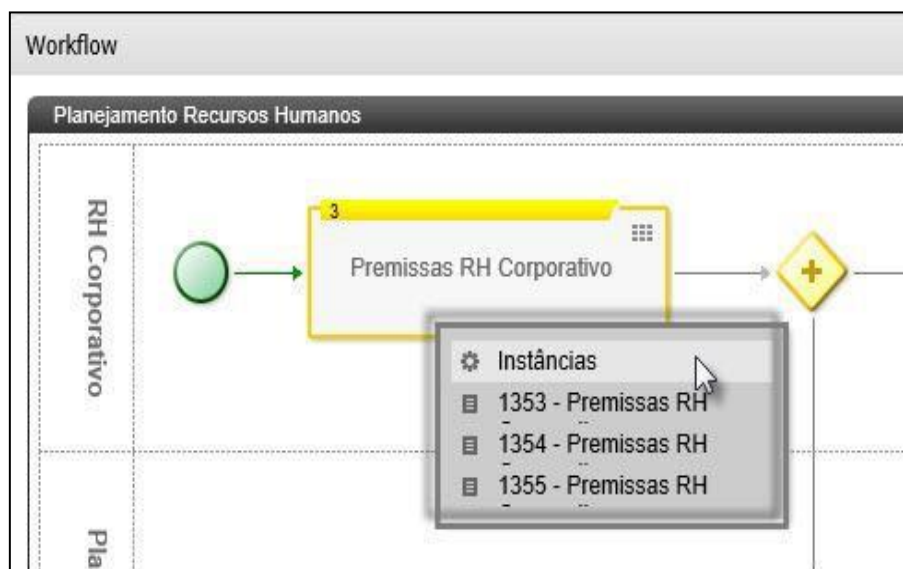 Workflow
Planejamento Recursos Humanos
RH Corporativo
3
Premissas RH Corporativo
Instâncias
1353 - Premissas RH
1354 - Premissas RH
1355 - Premissas RH
Pla